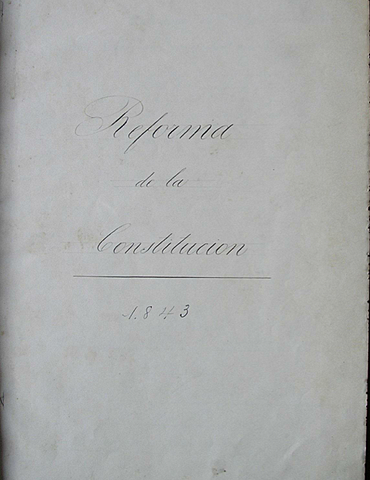 Reforma
de la
Constitucion
1843